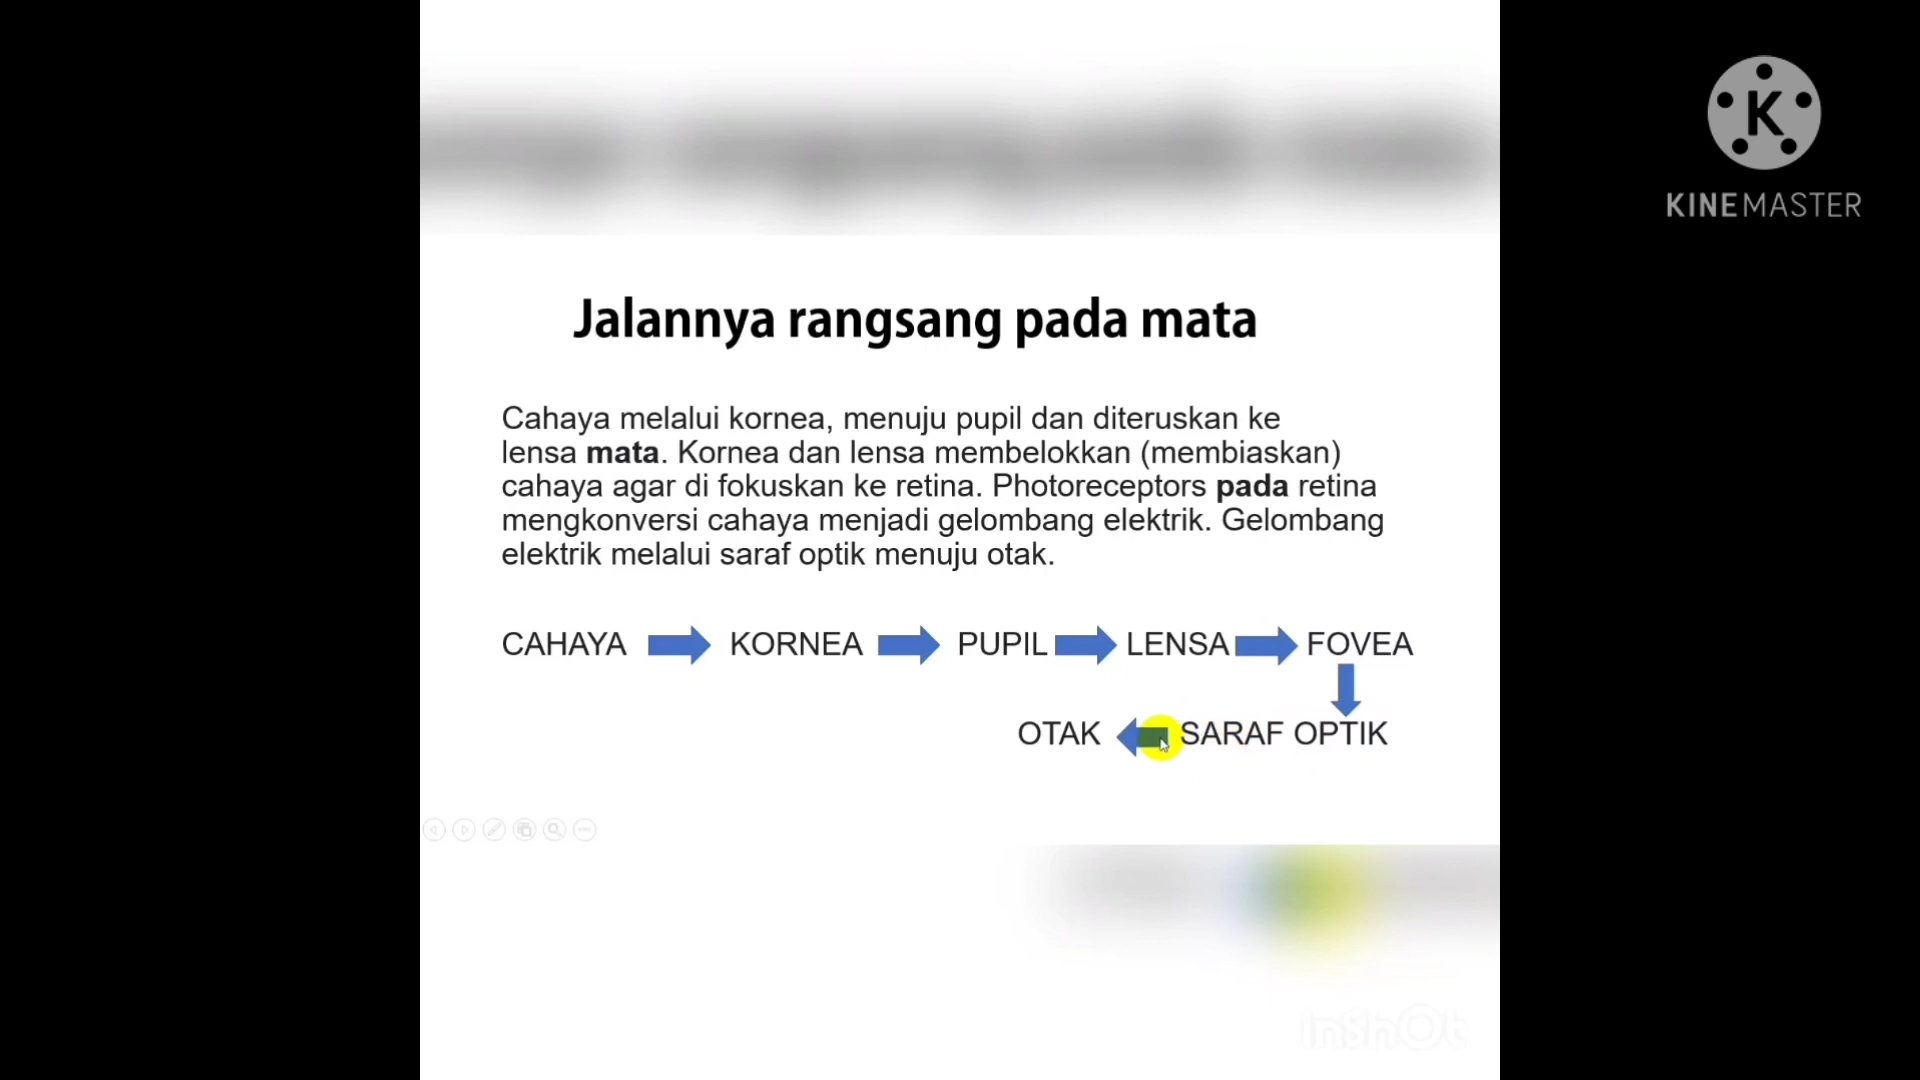 K
KINEMASTER
Jalannya rangsang pada mata
Cahaya melalui kornea, menuju pupil dan diteruskan ke
lensa mata. Kornea dan lensa membelokkan (membiaskan)
cahaya agar di fokuskan ke retina. Photoreceptors pada retina
mengkonversi cahaya menjadi gelombang elektrik. Gelombang
elektrik melalui saraf optik menuju otak.
CAHAYA KORNEA PUPIL LENSA FOVEA
OTAK SARAF OPTIK
InShOt